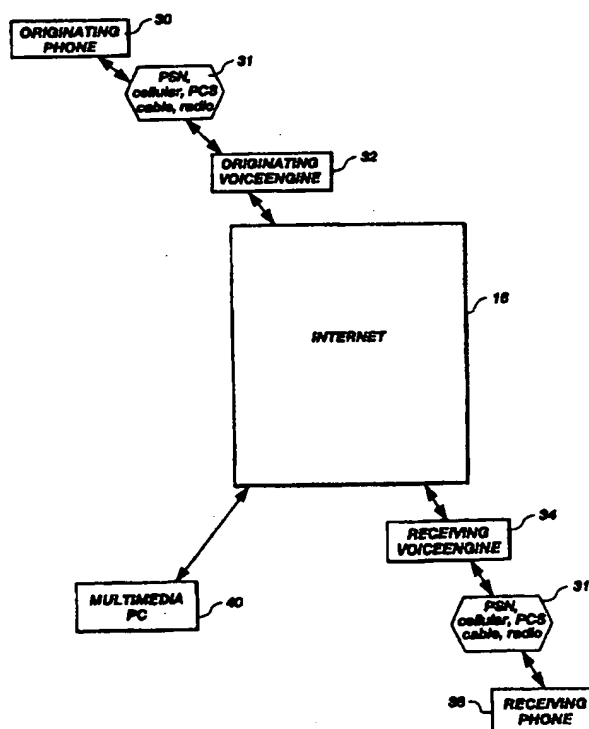 ORIGINATING
PHONE
30
31
PSN,
cellular, PCS
cable, radio
ORIGINATING
VOICEENGINE
32
INTERNET
16
RECEIVING
VOICEENGINE
34
MULTIMEDIA
PC
40
31
PSN,
cellular, PCS
cable, radio
36
RECEIVING
PHONE